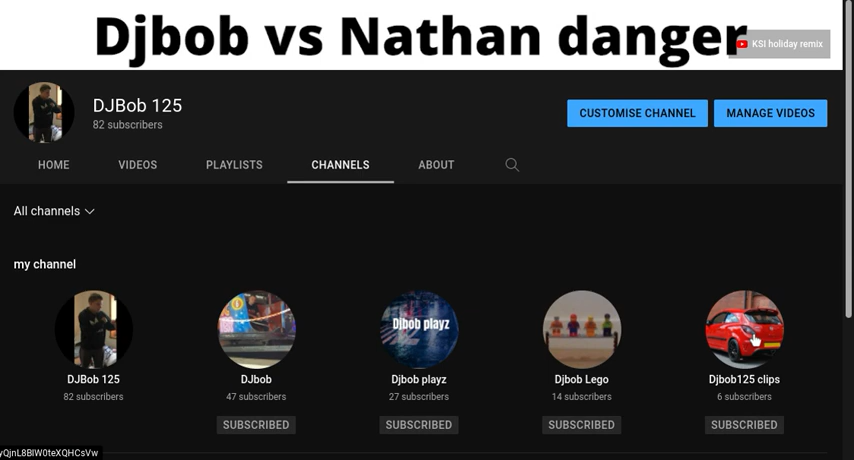 Djbob vs Nathan danger
KSI holiday remix
DJBob 125
82 subscribers
CUSTOMISE CHANNEL
MANAGE VIDEOS
HOME
VIDEOS
PLAYLISTS
CHANNELS
ABOUT
All channels
my channel
Djbob playz
DJBob 125
DJbob
Djbob playz
Djbob Lego
Djbob125 clips
82 subscribers
47 subscribers
27 subscribers
14 subscribers
6 subscribers
SUBSCRIBED
SUBSCRIBED
SUBSCRIBED
SUBSCRIBED
yQjnL8BIW0teXQHCsVw